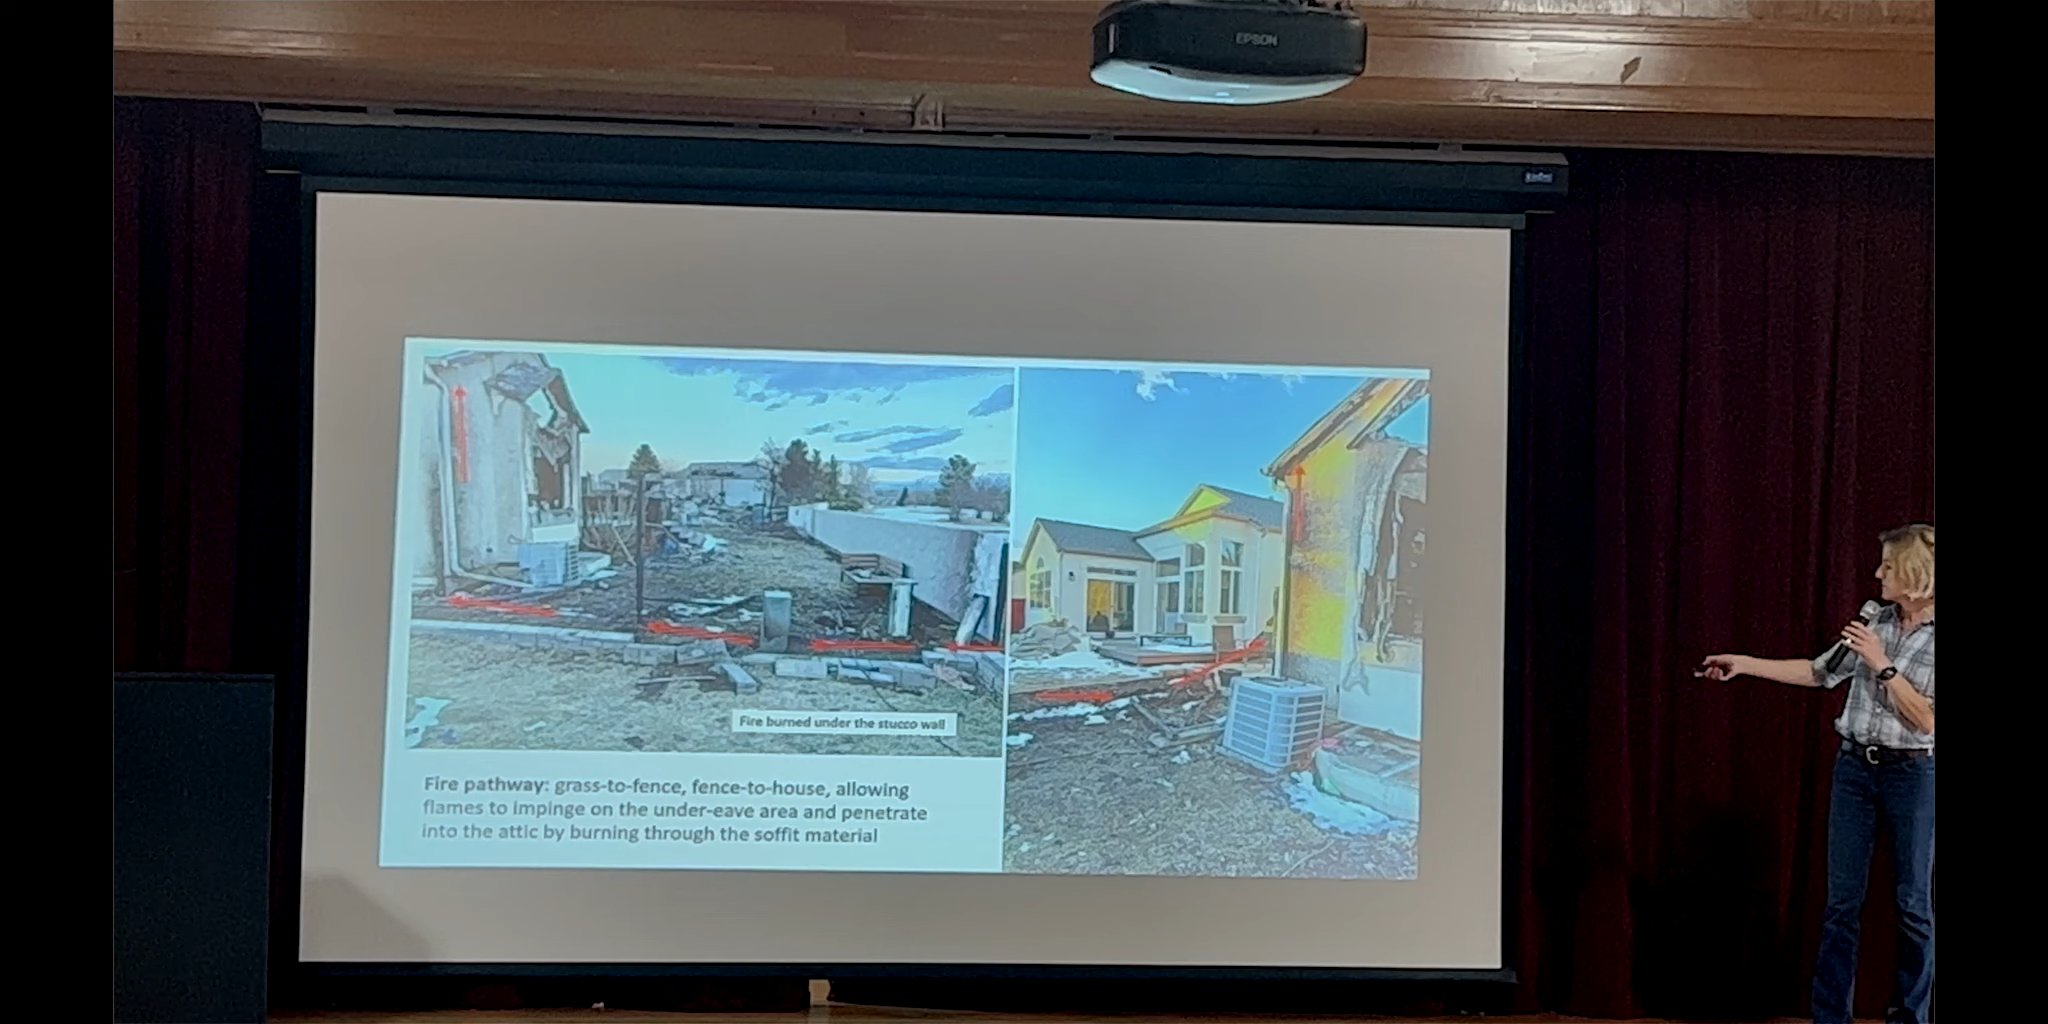 EPSON
Fire burned under the stucco wall
Fire pathway: grass-to-fence, fence-to-house, allowing
flames to impinge on the under-eave area and penetrate
into the attic by burning through the soffit material